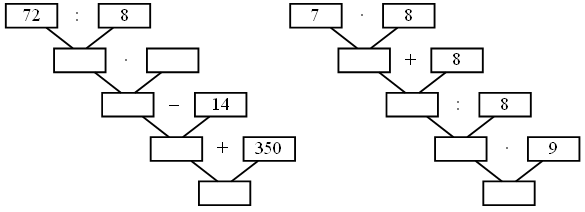 72 : 8 7 · 8
· + 8
− 14 : 8
+ 350 · 9